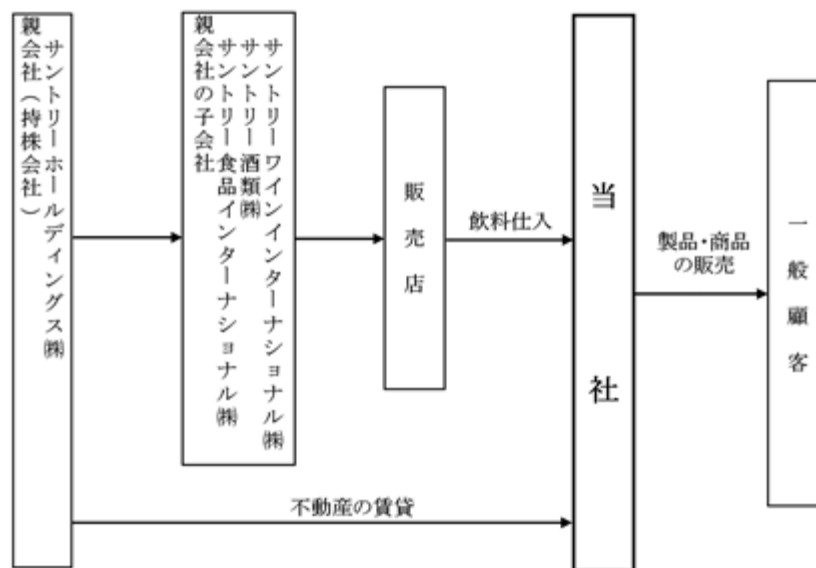 親会社（持株会社）
サントリーホールディングス㈱
親会社の子会社
サントリー食品インターナショナル㈱
サントリー酒類㈱
サントリーワインインターナショナル㈱
販売店
飲料仕入
当社
製品・商品
の販売
一般顧客
不動産の賃貸